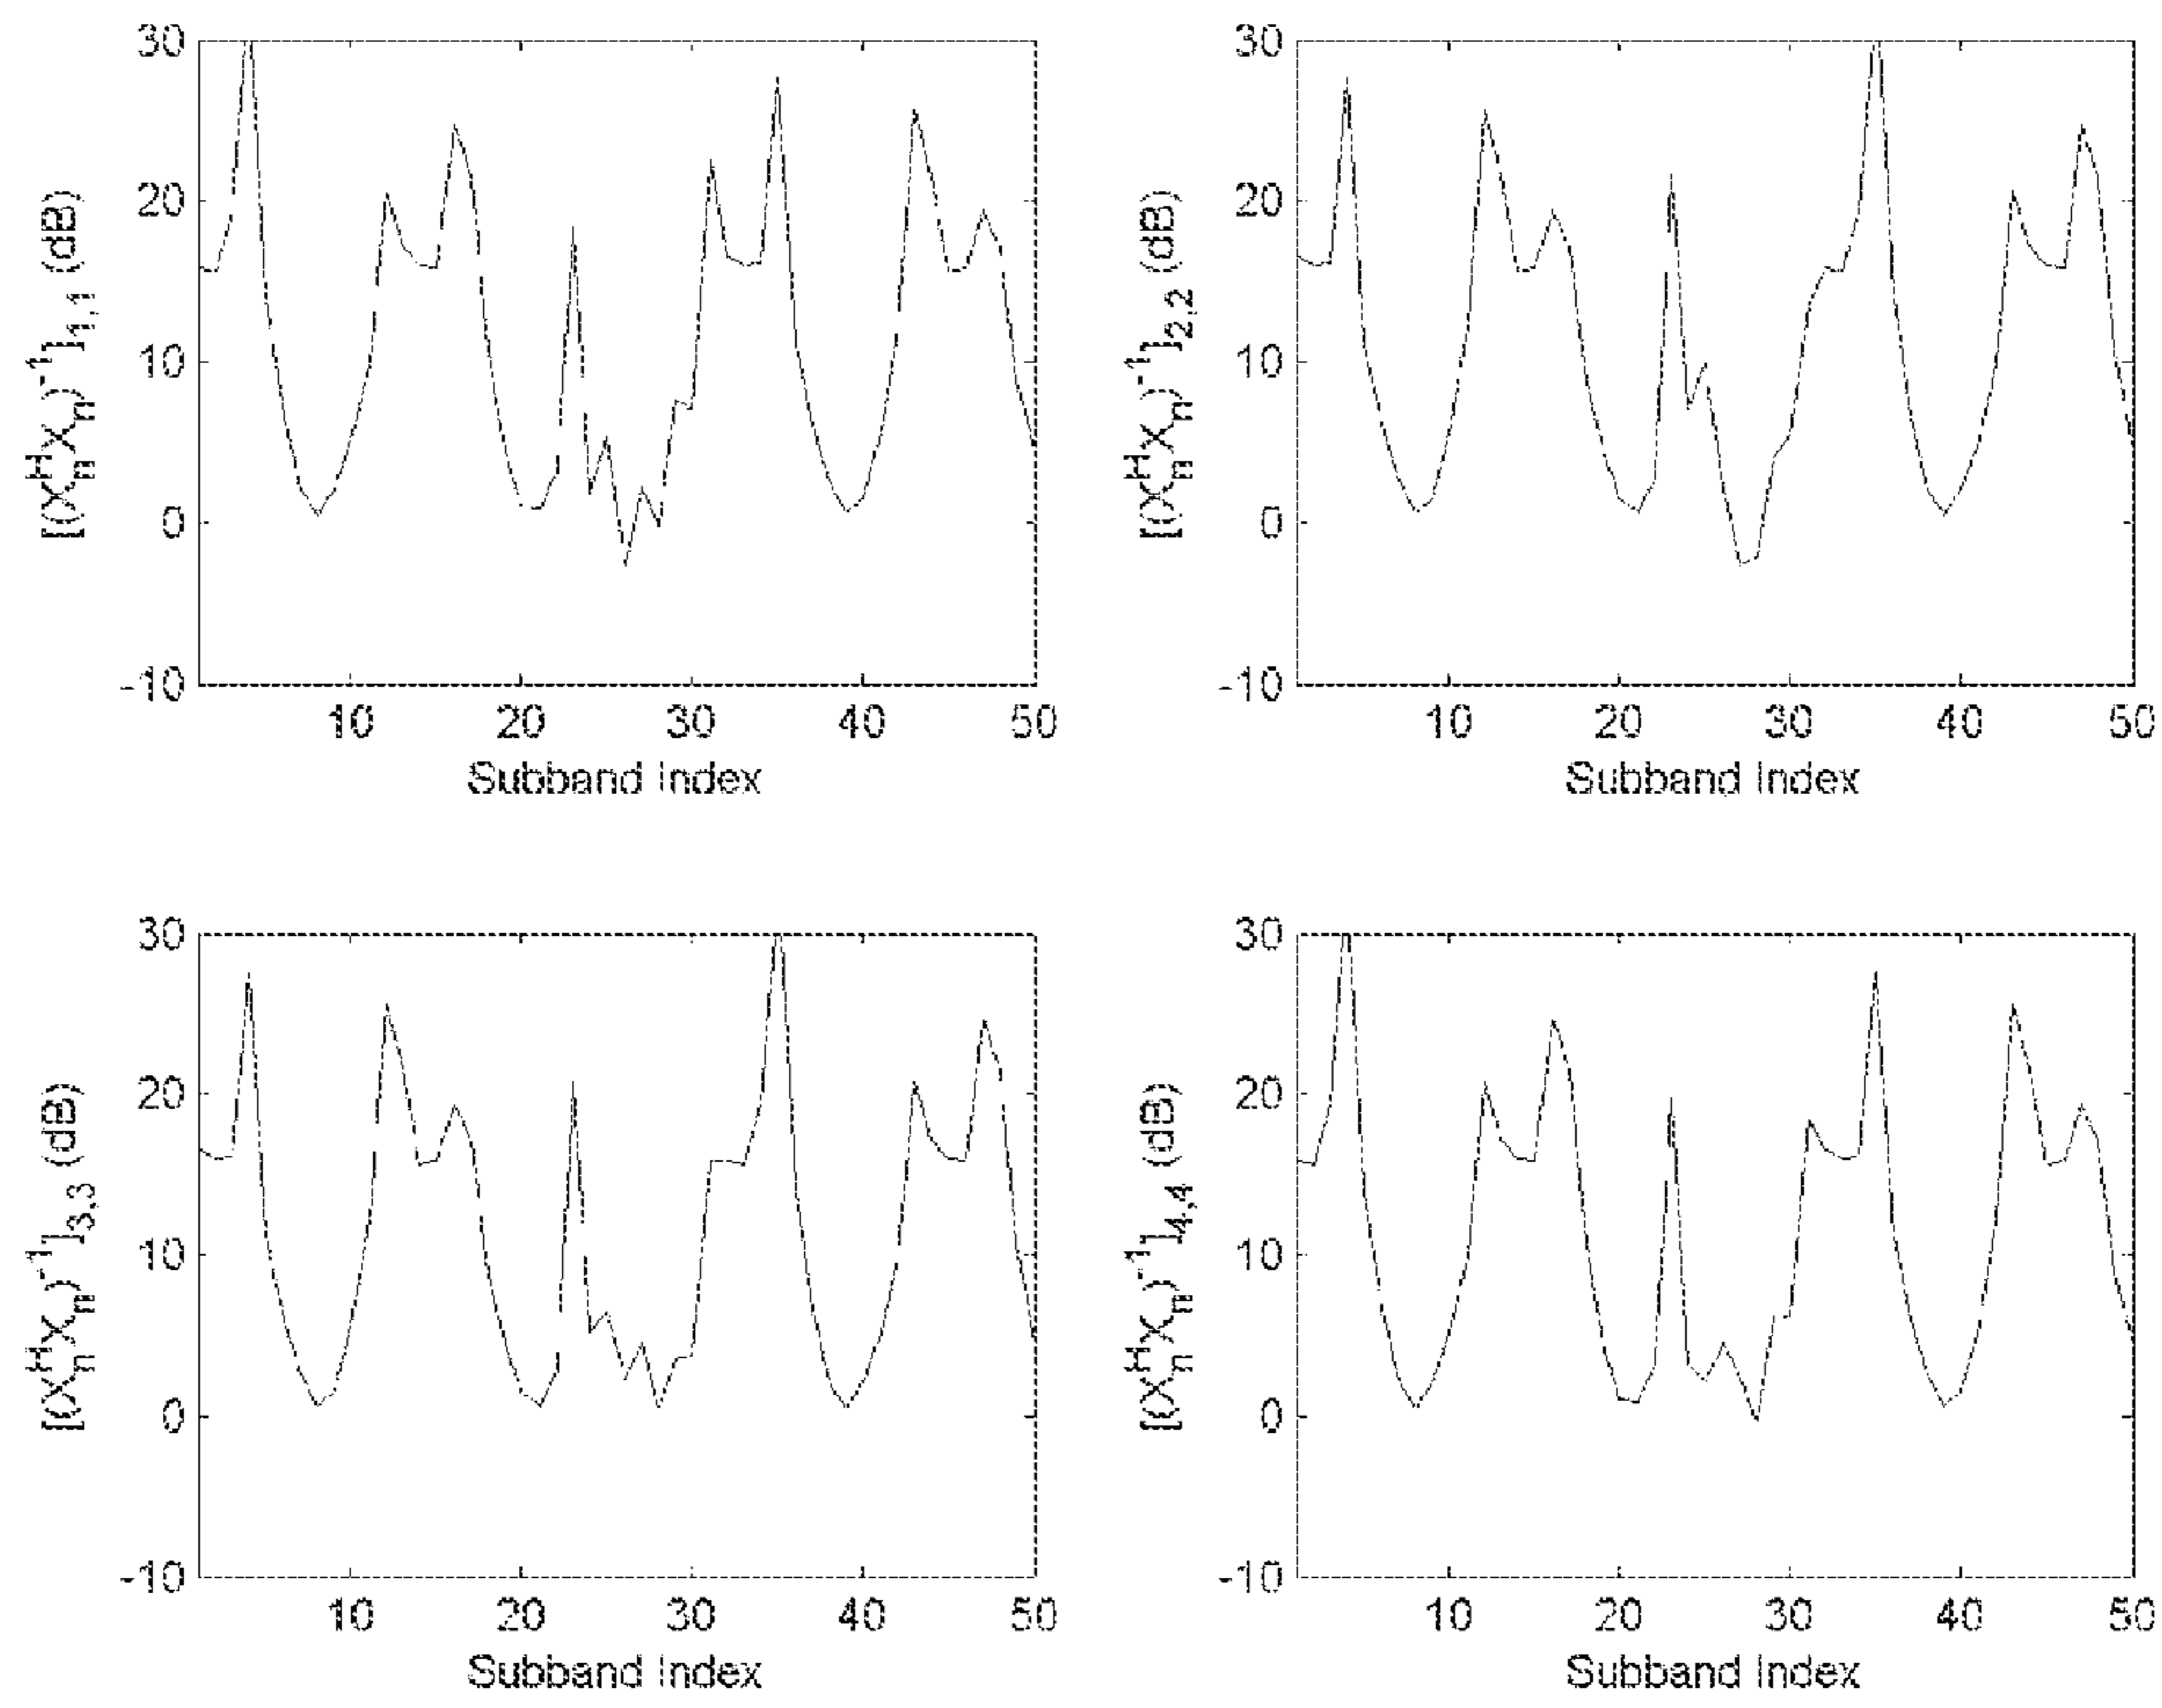 30
20
10
0
-10
10 20 30 40 50
Subband Index
[(X_n^H X_n)^-1]_1,1 (dB)
30
20
10
0
-10
10 20 30 40 50
Subband Index
[(X_n^H X_n)^-1]_2,2 (dB)
30
20
10
0
-10
10 20 30 40 50
Subband Index
[(X_n^H X_n)^-1]_3,3 (dB)
30
20
10
0
-10
10 20 30 40 50
Subband Index
[(X_n^H X_n)^-1]_4,4 (dB)